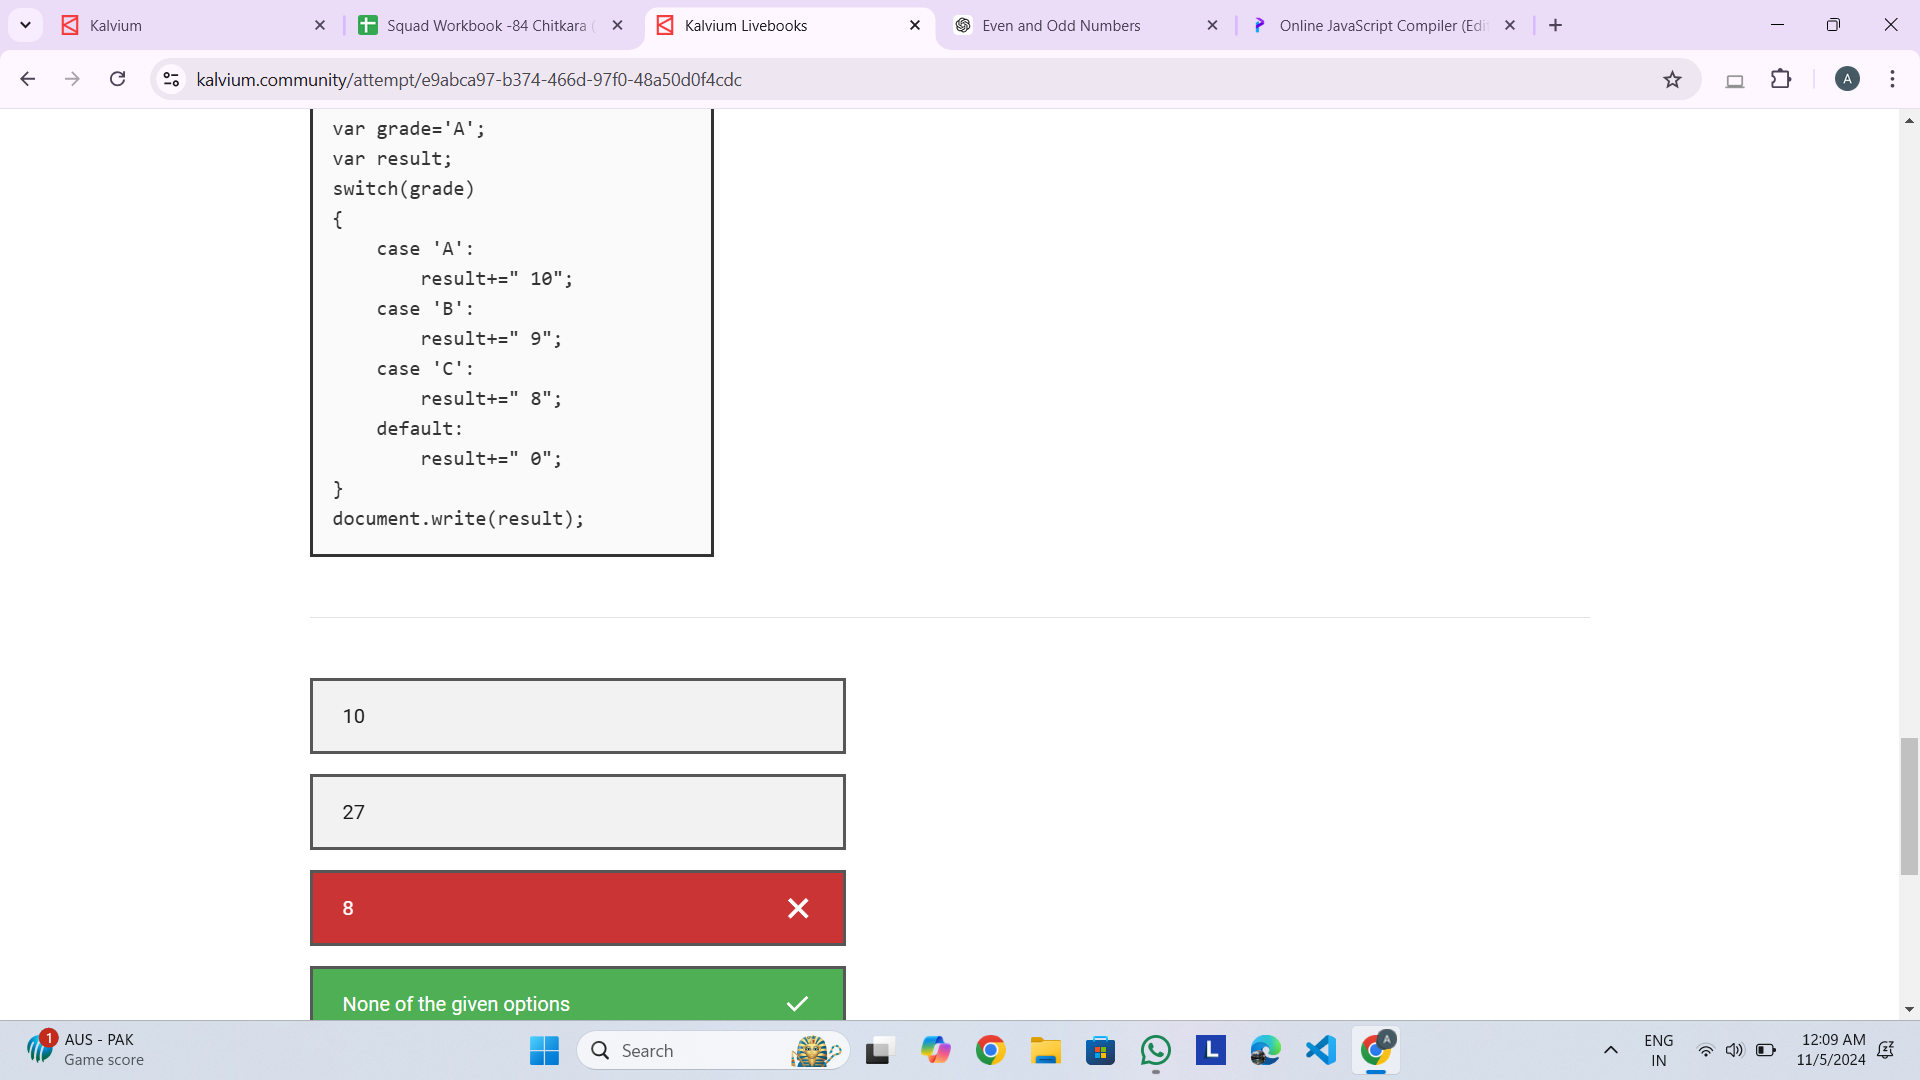 Kalvium
Squad Workbook -84 Chitkara (
Kalvium Livebooks
Even and Odd Numbers
Online JavaScript Compiler (Edi
kalvium.community/attempt/e9abca97-b374-466d-97f0-48a50d0f4cdc
A
var grade='A';
var result;
switch(grade)
{
    case 'A':
        result+=" 10";
    case 'B':
        result+=" 9";
    case 'C':
        result+=" 8";
    default:
        result+=" 0";
}
document.write(result);
10
27
8
None of the given options
1
AUS - PAK
Game score
Search
L
A
ENG
IN
12:09 AM
11/5/2024